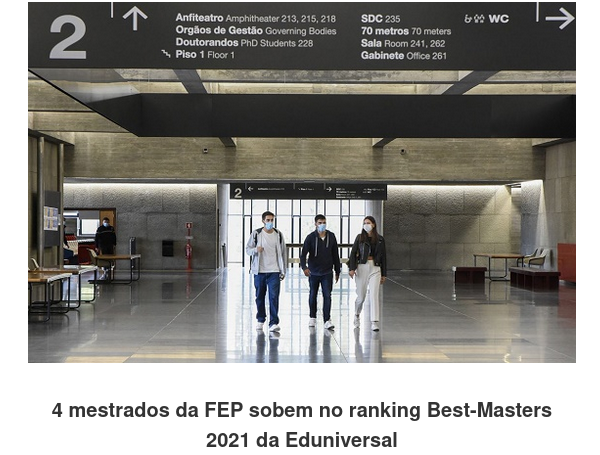 2
Anfiteatro Amphitheater 213, 215, 218
Orgãos de Gestão Governing Bodies
Doutorandos PhD Students 228
Piso 1 Floor 1
SDC 235
70 metros 70 meters
Sala Room 241, 262
Gabinete Office 261
WC
2
4 mestrados da FEP sobem no ranking Best-Masters
2021 da Eduniversal